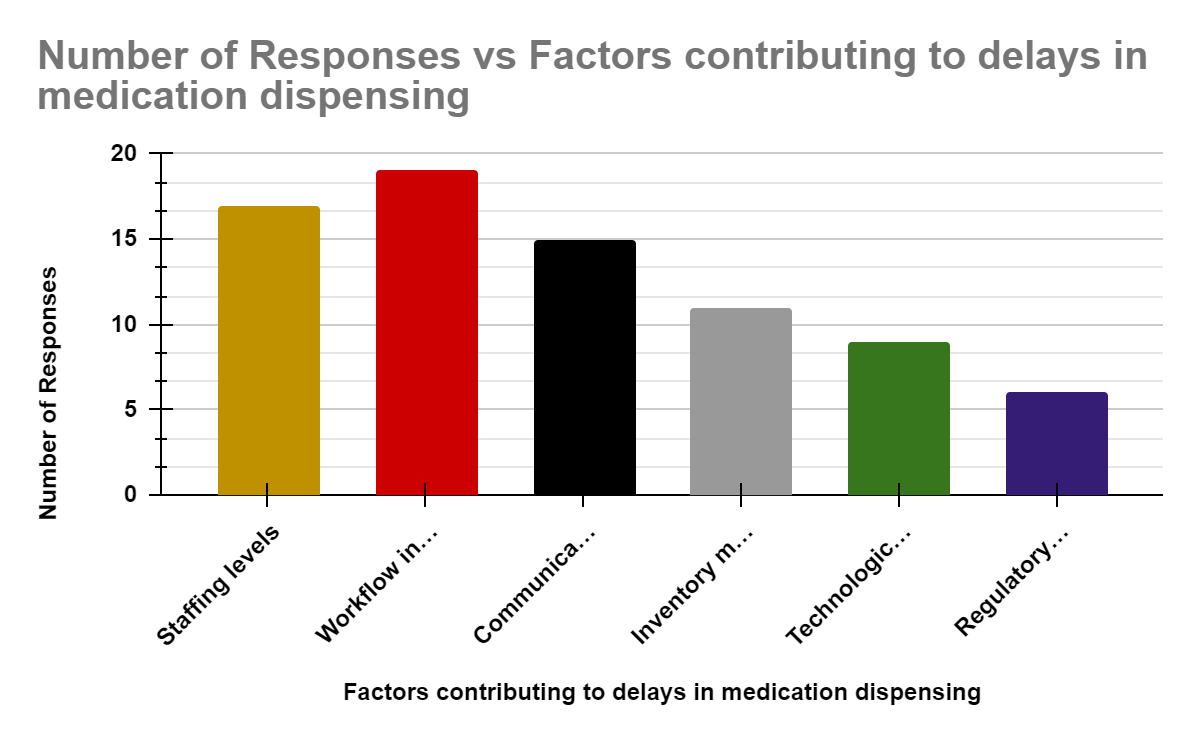 Number of Responses vs Factors contributing to delays in
medication dispensing
20
15
10
5
0
Number of Responses
Staffing levels
Workflow in…
Communica…
Inventory m…
Technologic…
Regulatory…
Factors contributing to delays in medication dispensing